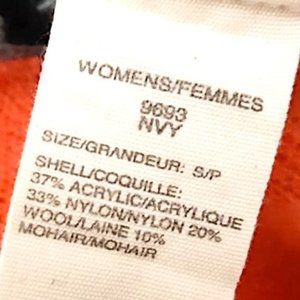 WOMENS/FEMMES
9693
NVY
SIZE/GRANDEUR: S/P
SHELL/COQUILLE:
37% ACRYLIC/ACRYLIQUE
33% NYLON/NYLON 20%
WOOL/LAINE 10%
MOHAIR/MOHAIR